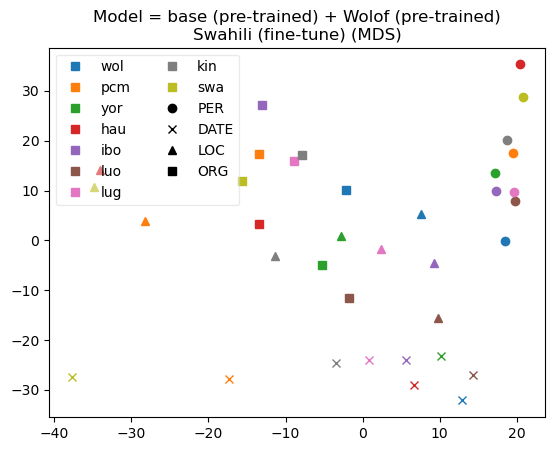 Model = base (pre-trained) + Wolof (pre-trained)
Swahili (fine-tune) (MDS)
wol
pcm
yor
hau
ibo
luo
lug
kin
swa
PER
DATE
LOC
ORG
30
20
10
0
−10
−20
−30
−40
−30
−20
−10
0
10
20